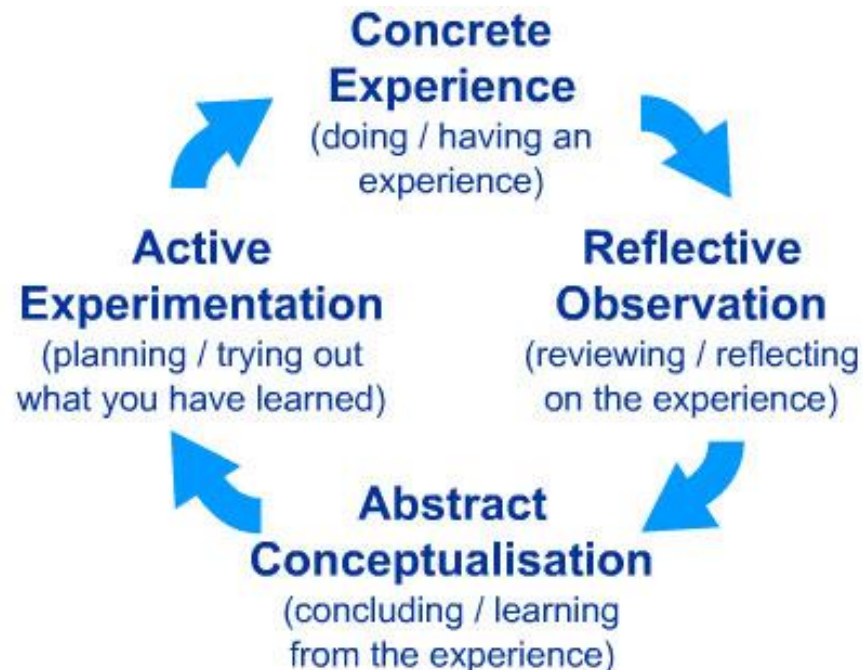 Concrete
Experience
(doing / having an
experience)
Reflective
Observation
(reviewing / reflecting
on the experience)
Abstract
Conceptualisation
(concluding / learning
from the experience)
Active
Experimentation
(planning / trying out
what you have learned)